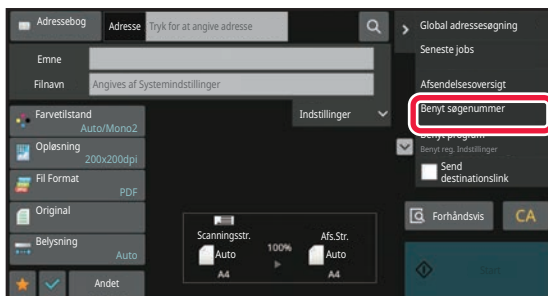 Adressebog
Adresse
Tryk for at angive adresse
Emne
Filnavn
Angives af Systemindstillinger
Indstillinger
Farvetilstand
Auto/Mono2
Opløsning
200x200dpi
Fil Format
PDF
Original
Belysning
Auto
Andet
Scanningsstr.
Auto
A4
100%
Afs.Str.
Auto
A4
Global adressesøgning
Seneste jobs
Afsendelsesoversigt
Benyt søgenummer
Benyt program
Benyt reg. Indstillinger
Send
destinationslink
Forhåndsvis
CA
Start